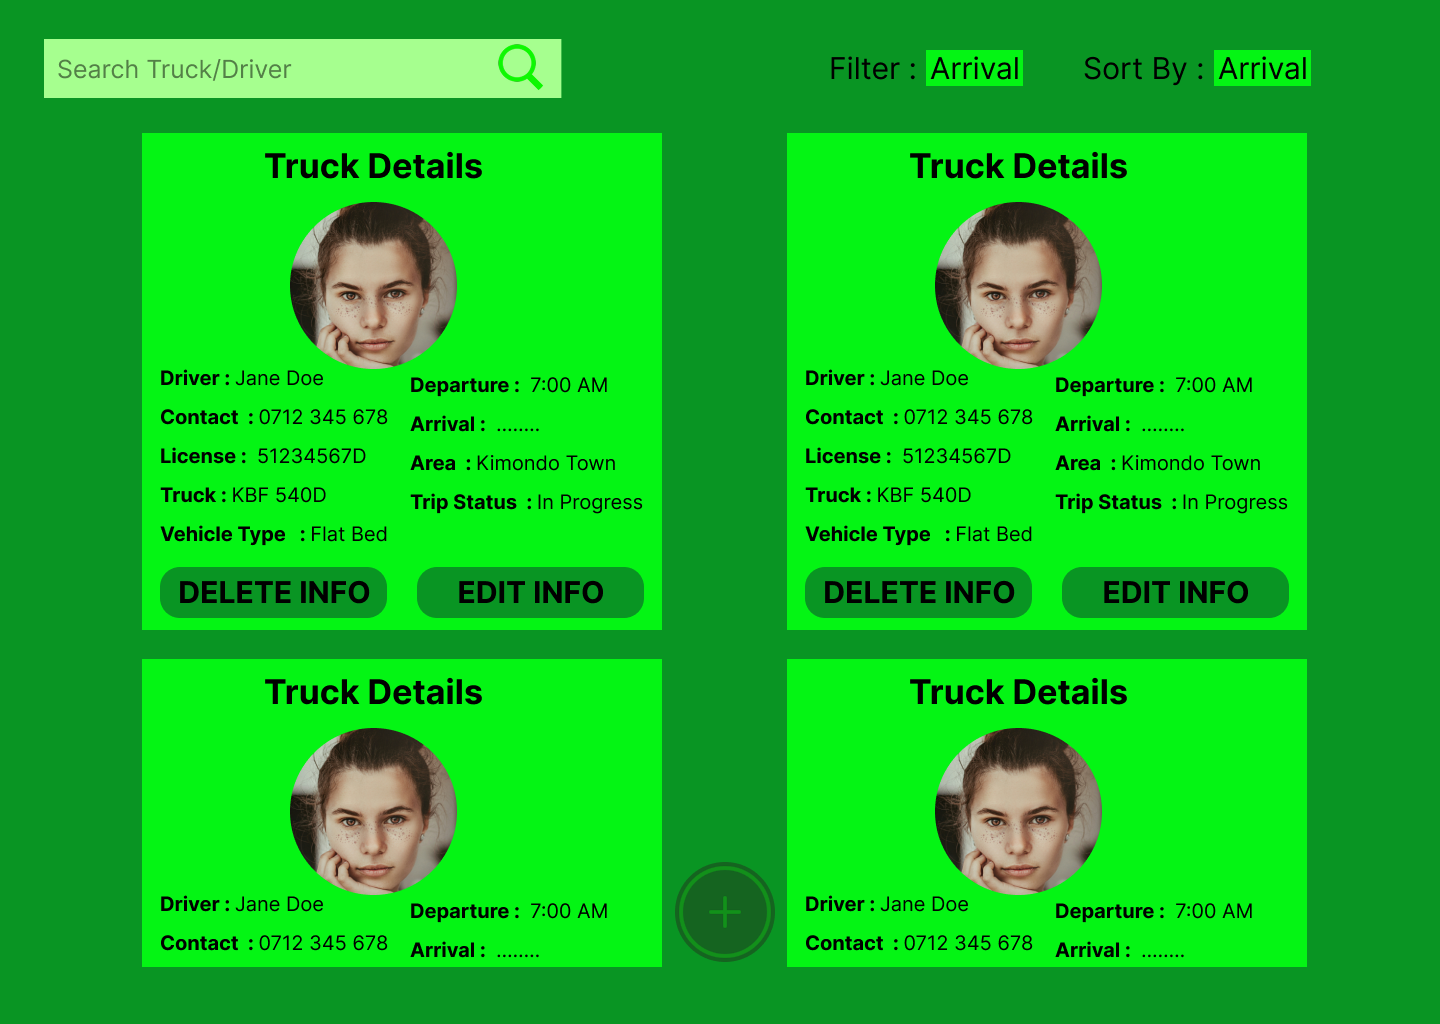 Search Truck/Driver
Filter : Arrival
Sort By : Arrival
Truck Details
Driver : Jane Doe
Contact : 0712 345 678
License : 51234567D
Truck : KBF 540D
Vehicle Type : Flat Bed
Departure : 7:00 AM
Arrival : ........
Area : Kimondo Town
Trip Status : In Progress
DELETE INFO
EDIT INFO
Truck Details
Driver : Jane Doe
Contact : 0712 345 678
License : 51234567D
Truck : KBF 540D
Vehicle Type : Flat Bed
Departure : 7:00 AM
Arrival : ........
Area : Kimondo Town
Trip Status : In Progress
DELETE INFO
EDIT INFO
Truck Details
Driver : Jane Doe
Contact : 0712 345 678
Departure : 7:00 AM
Arrival : ........
Truck Details
Driver : Jane Doe
Contact : 0712 345 678
Departure : 7:00 AM
Arrival : ........